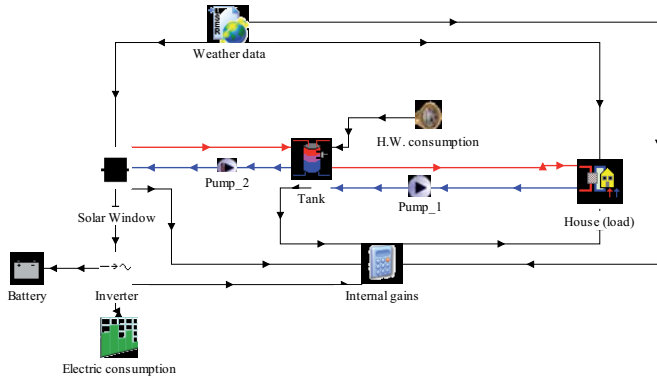 Weather data
H.W. consumption
Pump_2
Tank
Pump_1
Solar Window
House (load)
Battery
Inverter
Internal gains
Electric consumption